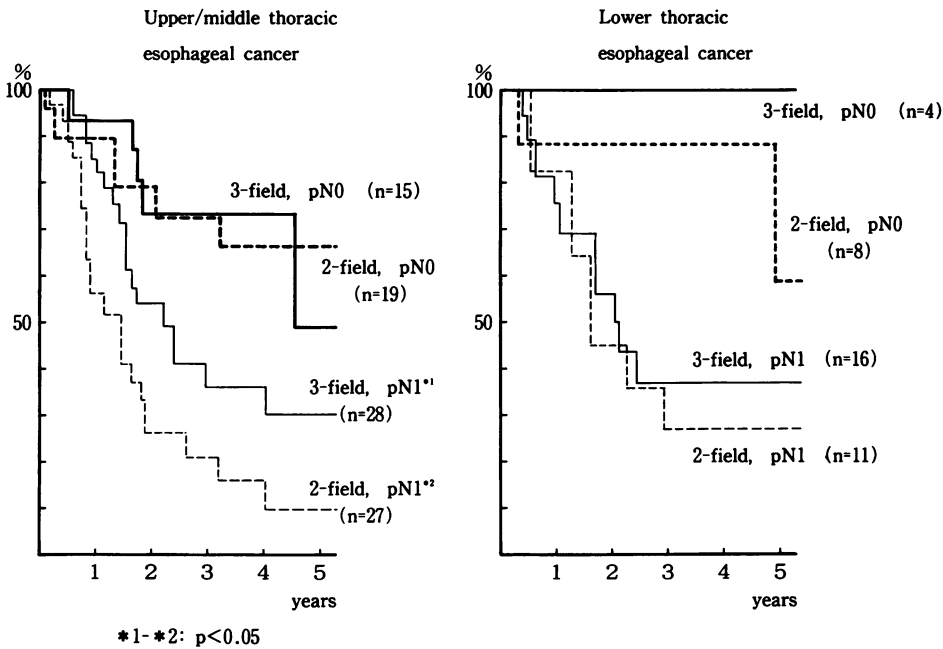 Upper/middle thoracic
esophageal cancer
%
100
50
3-field, pN0 (n=15)
2-field, pN0
(n=19)
3-field, pN1*1
(n=28)
2-field, pN1*2
(n=27)
1 2 3 4 5
years
*1-*2: p<0.05
Lower thoracic
esophageal cancer
%
100
50
3-field, pN0 (n=4)
2-field, pN0
(n=8)
3-field, pN1 (n=16)
2-field, pN1 (n=11)
1 2 3 4 5
years